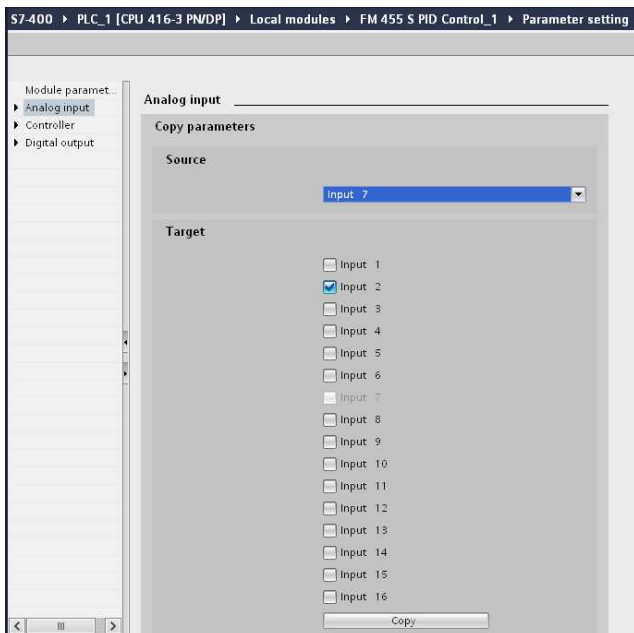 S7-400 ▸ PLC_1 [CPU 416-3 PN/DP] ▸ Local modules ▸ FM 455 S PID Control_1 ▸ Parameter setting
Module paramet...
Analog input
Controller
Digital output
Analog input
Copy parameters
Source
Input 7
Target
Input 1
Input 2
Input 3
Input 4
Input 5
Input 6
Input 7
Input 8
Input 9
Input 10
Input 11
Input 12
Input 13
Input 14
Input 15
Input 16
Copy